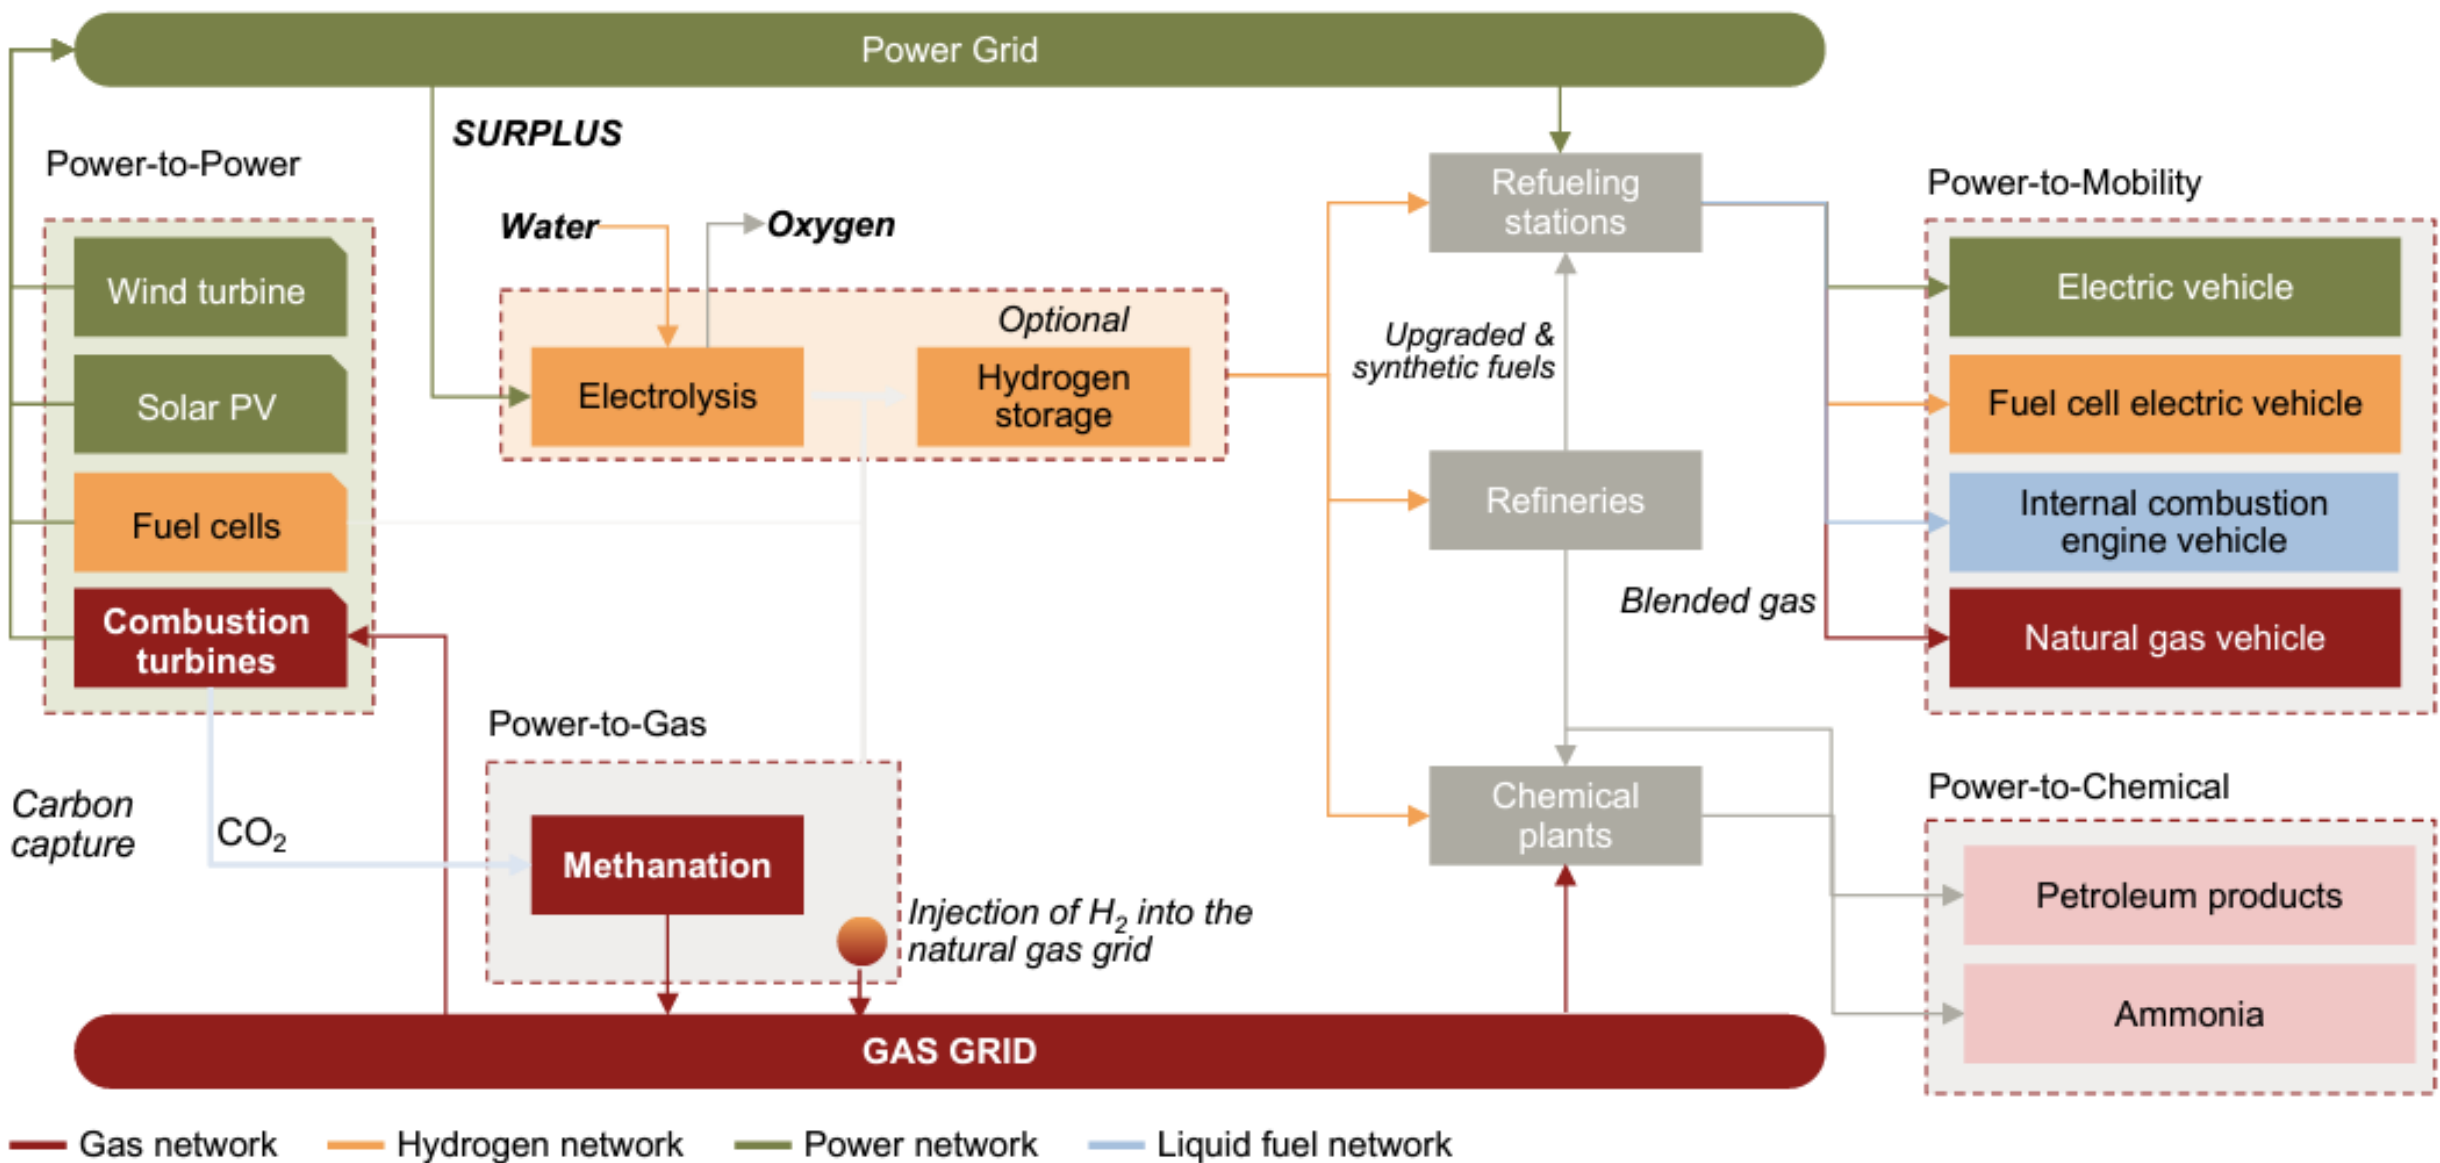 Power Grid
SURPLUS
Power-to-Power
Wind turbine
Solar PV
Fuel cells
Combustion
turbines
Water
Oxygen
Optional
Electrolysis
Hydrogen
storage
Refueling
stations
Upgraded &
synthetic fuels
Refineries
Blended gas
Chemical
plants
Power-to-Mobility
Electric vehicle
Fuel cell electric vehicle
Internal combustion
engine vehicle
Natural gas vehicle
Power-to-Gas
Carbon
capture
CO₂
Methanation
Injection of H₂ into the
natural gas grid
Power-to-Chemical
Petroleum products
Ammonia
GAS GRID
Gas network
Hydrogen network
Power network
Liquid fuel network